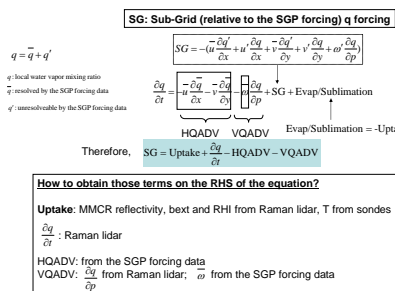 SG: Sub-Grid (relative to the SGP forcing) q forcing
q = q̅ + q'
SG = −(u̅ ∂q'/∂x + u' ∂q'/∂x + v̅ ∂q'/∂y + v' ∂q'/∂y + ω' ∂q'/∂p)
q : local water vapor mixing ratio
q̅ : resolved by the SGP forcing data
q' : unresolveable by the SGP forcing data
∂q/∂t = −u̅ ∂q̅/∂x − v̅ ∂q̅/∂y − ω̅ ∂q/∂p + SG + Evap/Sublimation
HQADV VQADV
Evap/Sublimation = -Upta
Therefore, SG = Uptake + ∂q/∂t − HQADV − VQADV
How to obtain those terms on the RHS of the equation?
Uptake: MMCR reflectivity, bext and RHI from Raman lidar, T from sondes
∂q/∂t : Raman lidar
HQADV: from the SGP forcing data
VQADV: ∂q/∂p from Raman lidar; ω̅ from the SGP forcing data